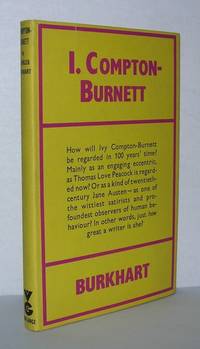 I. COMPTON-
BURNETT
How will Ivy Compton-Burnett
be regarded in 100 years' time?
Mainly as an engaging eccentric,
as Thomas Love Peacock is regard-
ed now? Or as a kind of twentieth-
century Jane Austen—as one of
the wittiest satirists and pro-
foundest observers of human be-
haviour? In other words, just how
great a writer is she?
BURKHART
BURKHART
VG